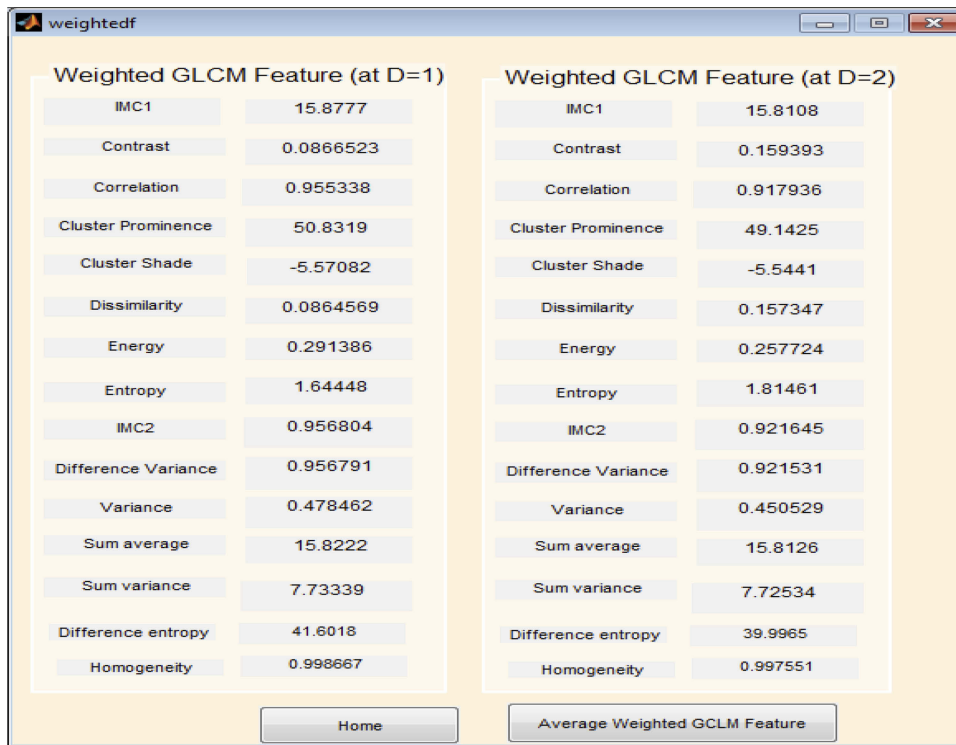 weightedf
Weighted GLCM Feature (at D=1)
IMC1 15.8777
Contrast 0.0866523
Correlation 0.955338
Cluster Prominence 50.8319
Cluster Shade -5.57082
Dissimilarity 0.0864569
Energy 0.291386
Entropy 1.64448
IMC2 0.956804
Difference Variance 0.956791
Variance 0.478462
Sum average 15.8222
Sum variance 7.73339
Difference entropy 41.6018
Homogeneity 0.998667
Weighted GLCM Feature (at D=2)
IMC1 15.8108
Contrast 0.159393
Correlation 0.917936
Cluster Prominence 49.1425
Cluster Shade -5.5441
Dissimilarity 0.157347
Energy 0.257724
Entropy 1.81461
IMC2 0.921645
Difference Variance 0.921531
Variance 0.450529
Sum average 15.8126
Sum variance 7.72534
Difference entropy 39.9965
Homogeneity 0.997551
Home
Average Weighted GCLM Feature